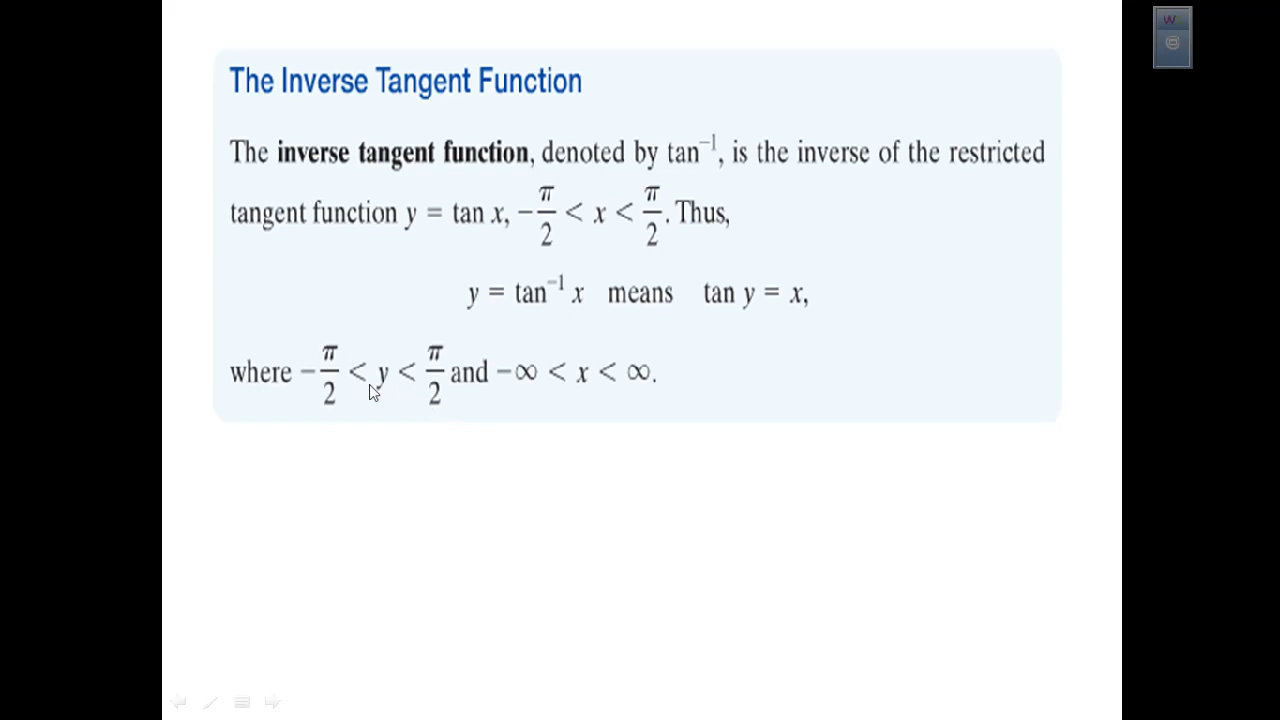 The Inverse Tangent Function
The inverse tangent function, denoted by tan⁻¹, is the inverse of the restricted
tangent function y = tan x, −π/2 < x < π/2. Thus,
y = tan⁻¹ x means tan y = x,
where −π/2 < y < π/2 and −∞ < x < ∞.
W